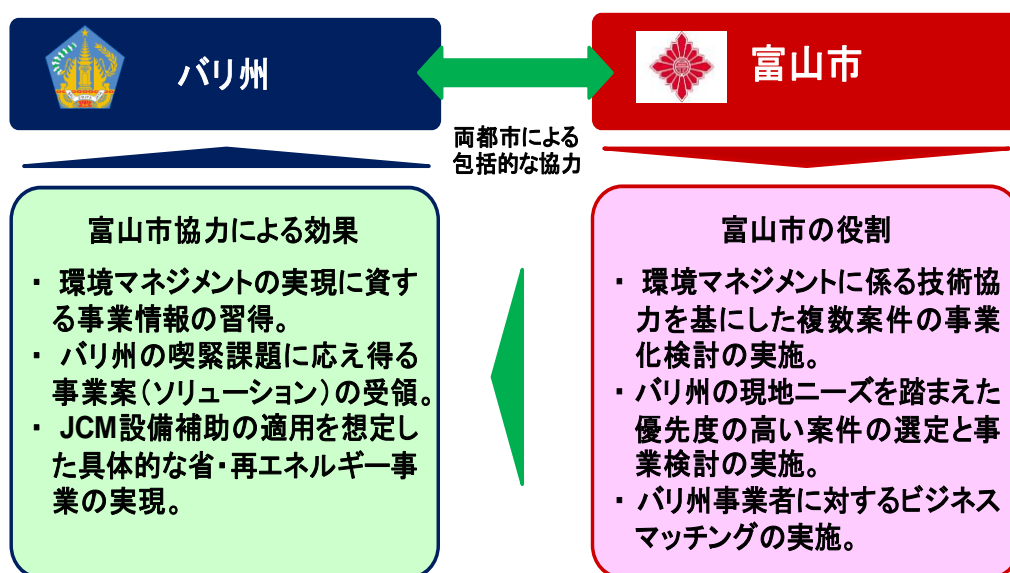 バリ州
富山市
両都市による
包括的な協力
富山市協力による効果
・ 環境マネジメントの実現に資す
る事業情報の習得。
・ バリ州の喫緊課題に応え得る
事業案（ソリューション）の受領。
・ JCM設備補助の適用を想定し
た具体的な省・再エネルギー事
業の実現。
富山市の役割
・ 環境マネジメントに係る技術協
力を基にした複数案件の事業
化検討の実施。
・ バリ州の現地ニーズを踏まえた
優先度の高い案件の選定と事
業検討の実施。
・ バリ州事業者に対するビジネス
マッチングの実施。